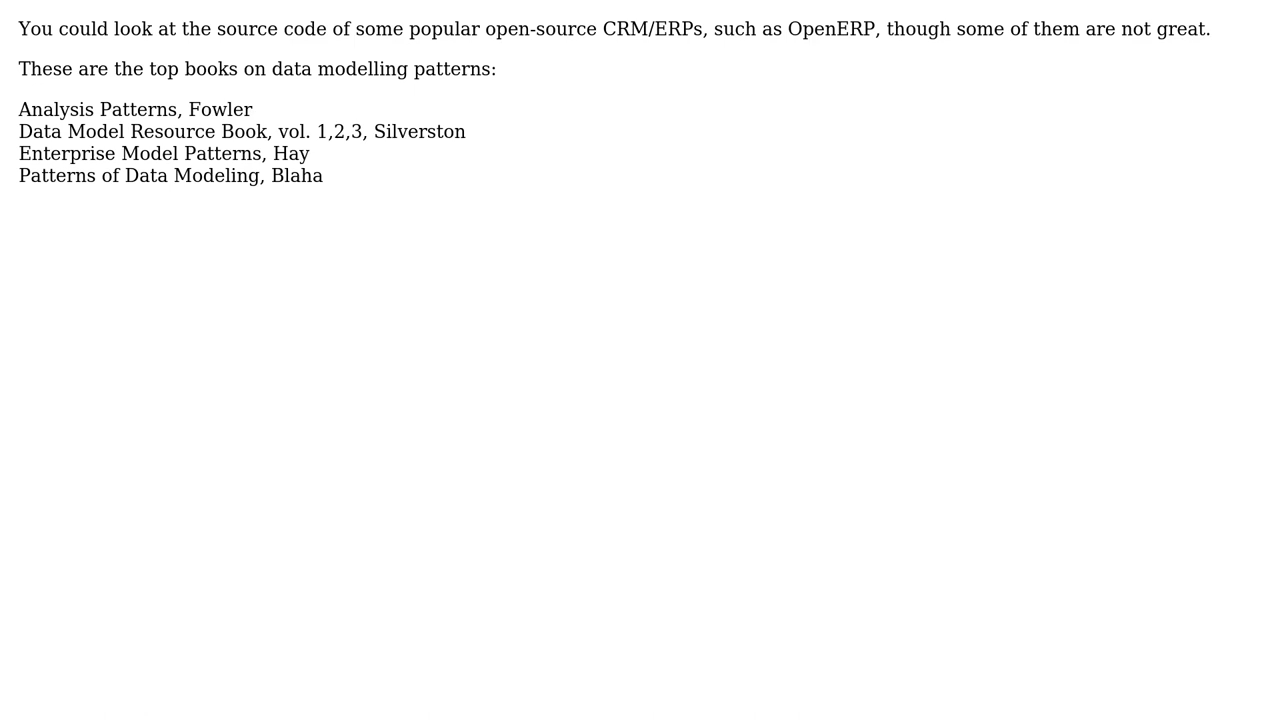 You could look at the source code of some popular open-source CRM/ERPs, such as OpenERP, though some of them are not great.
These are the top books on data modelling patterns:
Analysis Patterns, Fowler
Data Model Resource Book, vol. 1,2,3, Silverston
Enterprise Model Patterns, Hay
Patterns of Data Modeling, Blaha